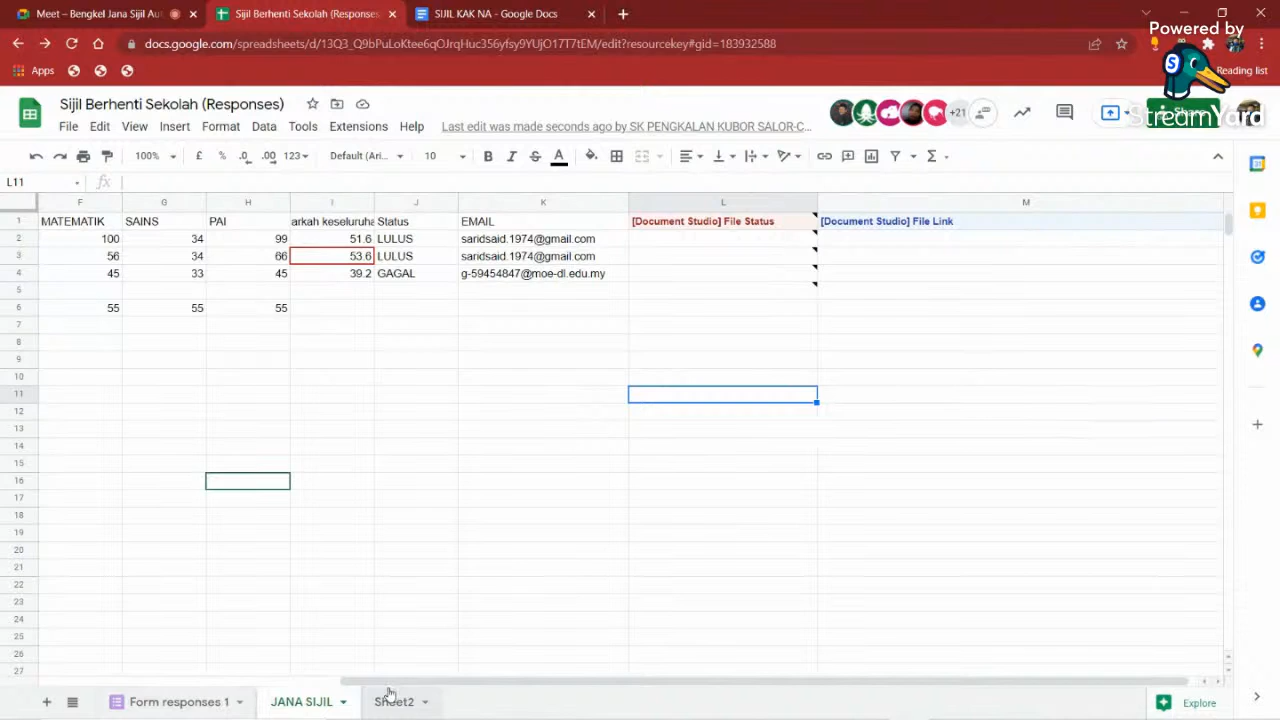 Meet – Bengkel Jana Sijil Aut
Sijil Berhenti Sekolah (Responses)
SIJIL KAK NA - Google Docs
Powered by
StreamYard
docs.google.com/spreadsheets/d/13Q3_Q9bPuLoKtee6qOJrqHuc356yfsy9YUjO17T7tEM/edit?resourcekey#gid=183932588
Apps
Reading list
Sijil Berhenti Sekolah (Responses)
+21
Share
File Edit View Insert Format Data Tools Extensions Help Last edit was made seconds ago by SK PENGKALAN KUBOR SALOR-C...
100% £ % .0 .00 123 Default (Ari... 10 B I S A Σ
L11 fx
F G H I J K L M
1 MATEMATIK SAINS PAI arkah keseluruha Status EMAIL [Document Studio] File Status [Document Studio] File Link
2 100 34 99 51.6 LULUS saridsaid.1974@gmail.com
3 56 34 66 53.6 LULUS saridsaid.1974@gmail.com
4 45 33 45 39.2 GAGAL g-59454847@moe-dl.edu.my
5
6 55 55 55
7
8
9
10
11
12
13
14
15
16
17
18
19
20
21
22
23
24
25
26
27
Form responses 1 JANA SIJIL Sheet2 Explore